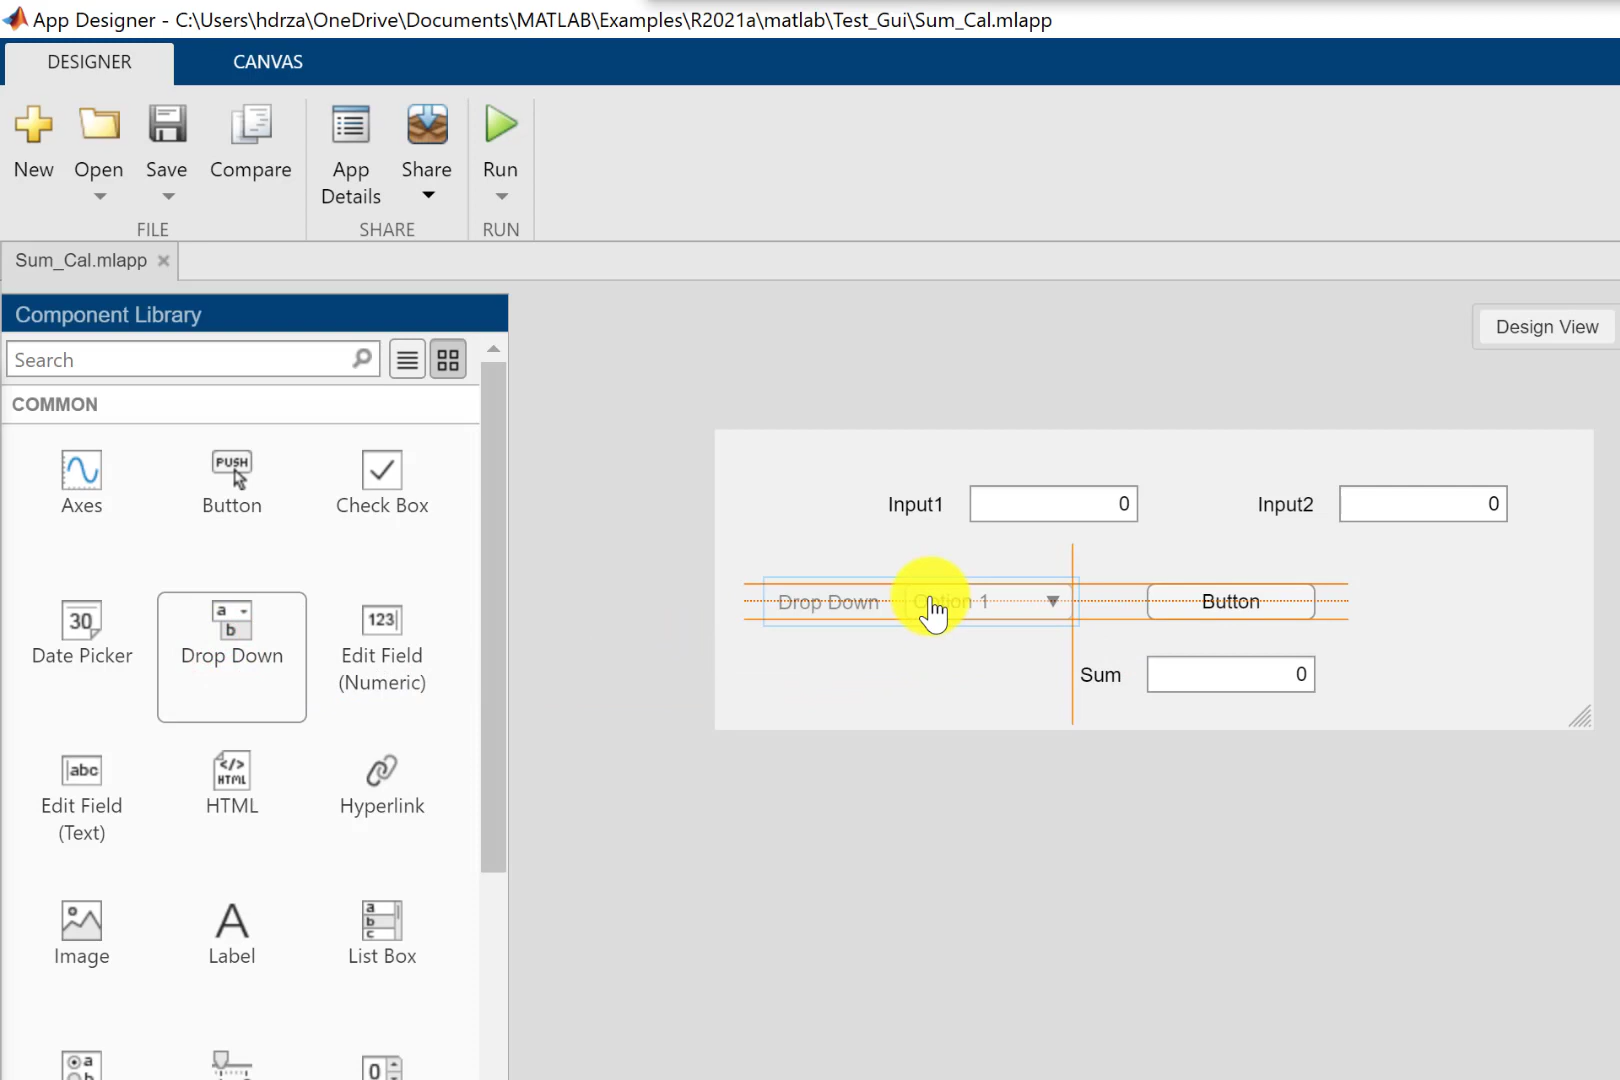 App Designer - C:\Users\hdrza\OneDrive\Documents\MATLAB\Examples\R2021a\matlab\Test_Gui\Sum_Cal.mlapp
DESIGNER CANVAS
New Open Save Compare App Details Share Run
FILE SHARE RUN
Sum_Cal.mlapp
Component Library
Design View
Search
COMMON
PUSH
Axes Button Check Box
Input1 0 Input2 0
30 a b 123
Date Picker Drop Down Edit Field (Numeric)
Drop Down Option 1 Button
Sum 0
abc </> HTML
Edit Field (Text) HTML Hyperlink
A a b c
Image Label List Box
a b 0